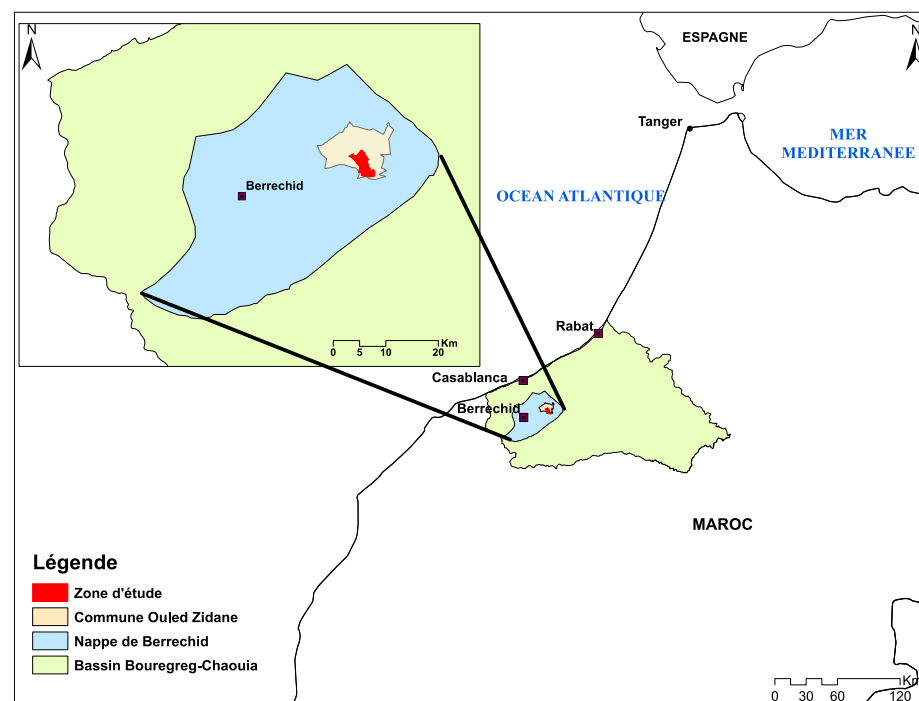 N
Berrechid
Km
0 5 10 20
N
ESPAGNE
Tanger
MER
MEDITERRANEE
OCEAN ATLANTIQUE
Rabat
Casablanca
Berrechid
MAROC
Légende
Zone d'étude
Commune Ouled Zidane
Nappe de Berrechid
Bassin Bouregreg-Chaouia
Km
0 30 60 120